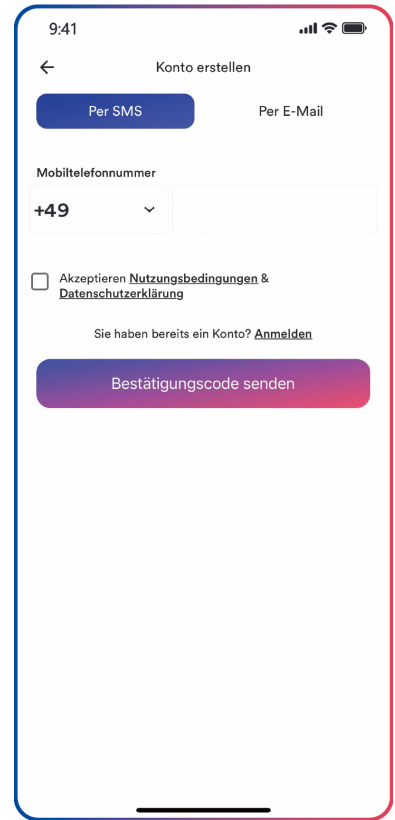 9:41
Konto erstellen
Per SMS
Per E-Mail
Mobiltelefonnummer
+49
Akzeptieren Nutzungsbedingungen &
Datenschutzerklärung
Sie haben bereits ein Konto? Anmelden
Bestätigungscode senden